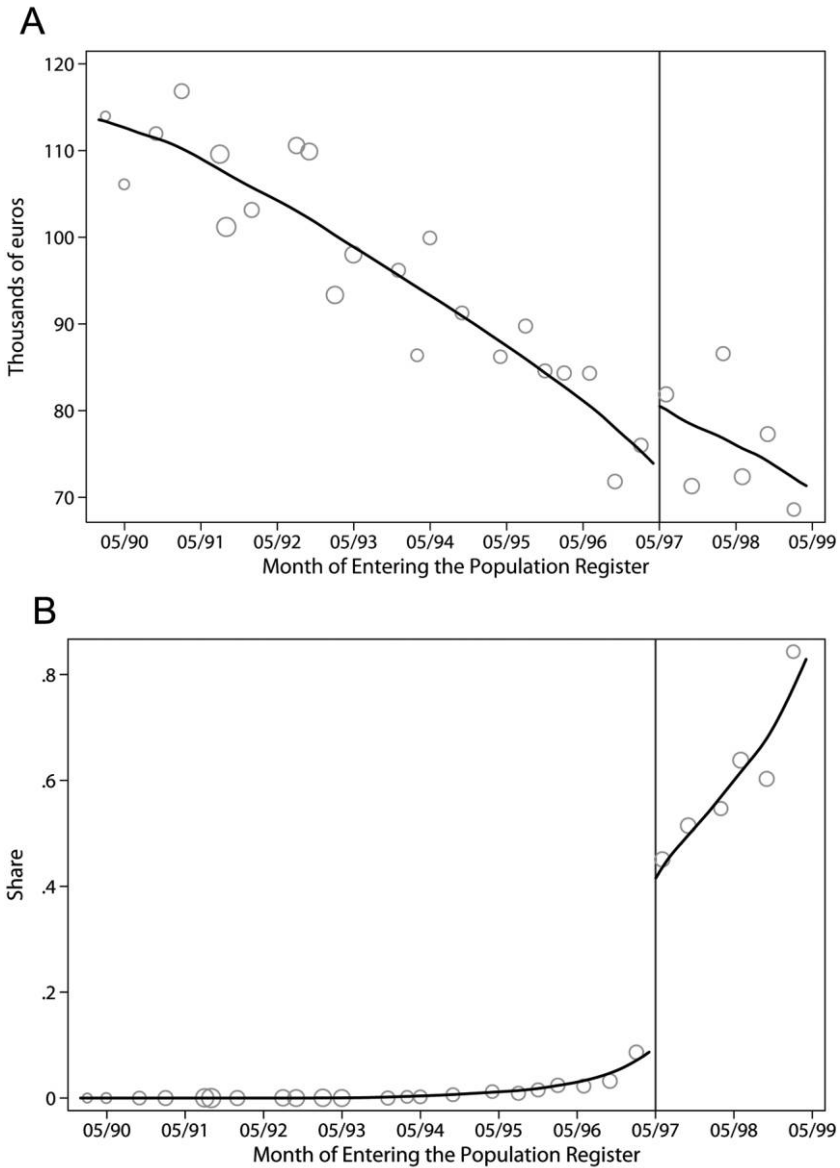 A
120
110
100
90
80
70
Thousands of euros
05/90 05/91 05/92 05/93 05/94 05/95 05/96 05/97 05/98 05/99
Month of Entering the Population Register
B
.8
.6
.4
.2
0
Share
05/90 05/91 05/92 05/93 05/94 05/95 05/96 05/97 05/98 05/99
Month of Entering the Population Register